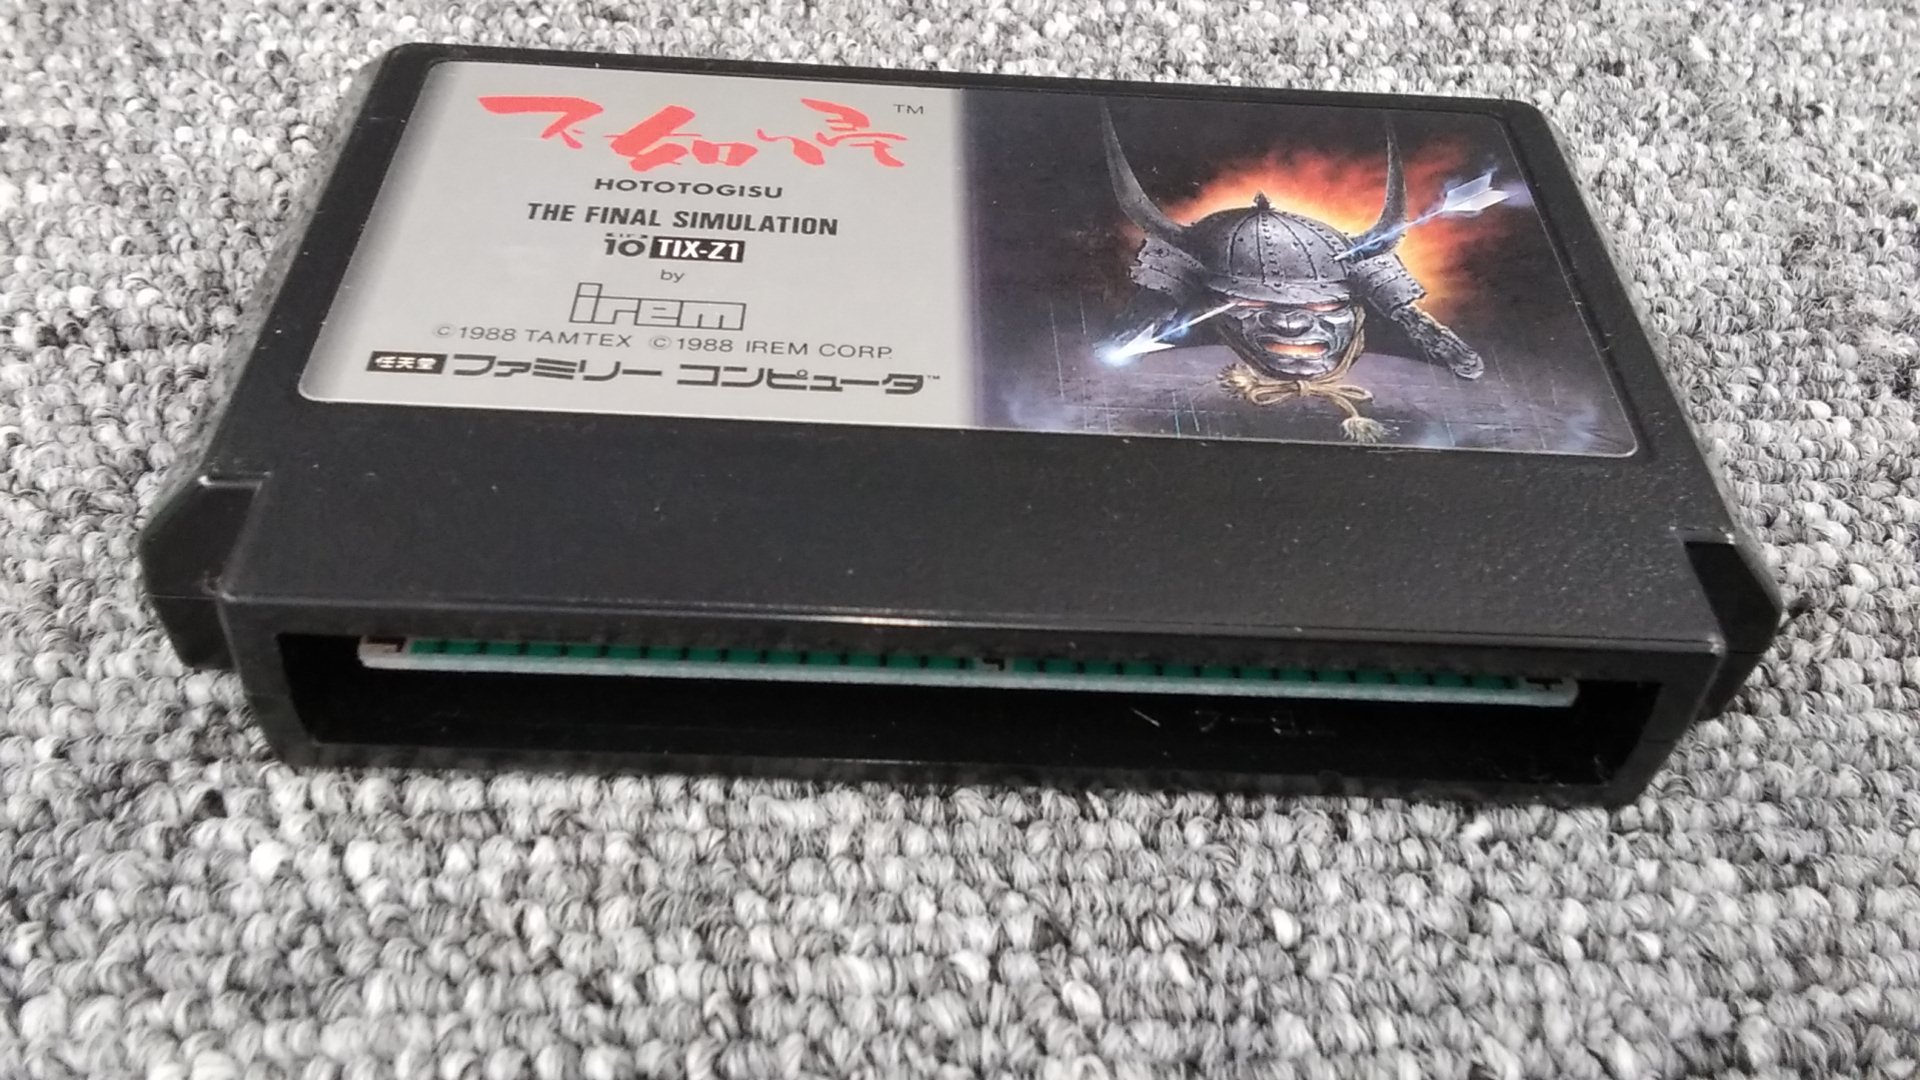 不如帰 TM
HOTOTOGISU
THE FINAL SIMULATION
10 TIX-Z1
by
irem
©1988 TAMTEX ©1988 IREM CORP.
任天堂 ファミリー コンピュータ™